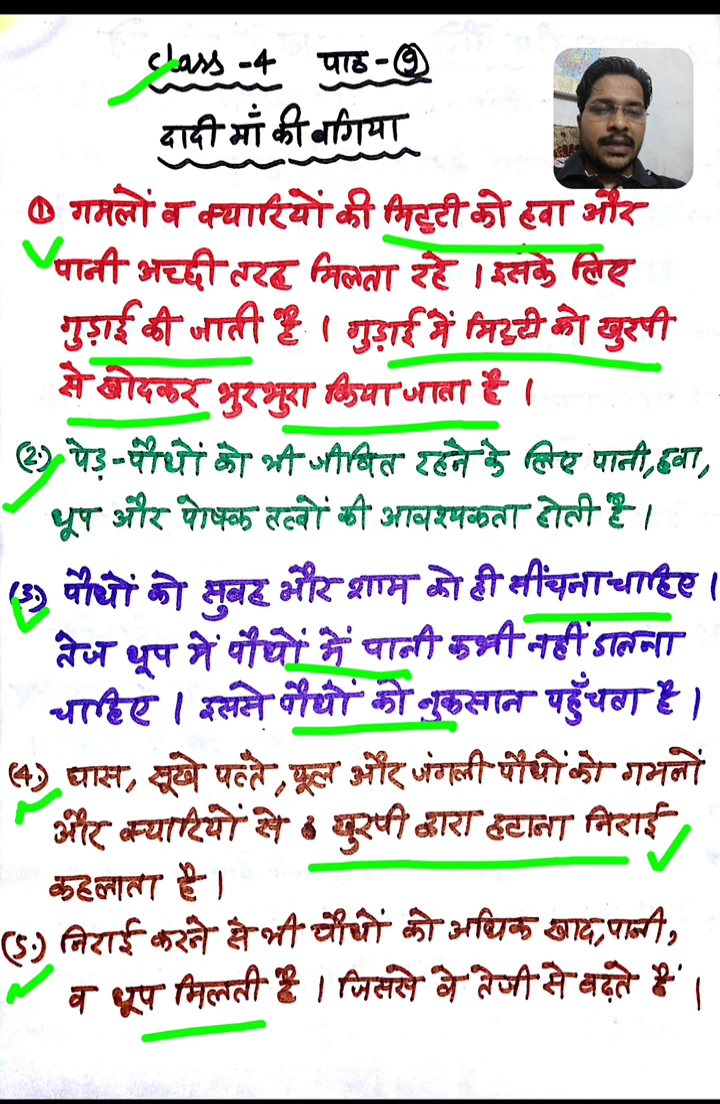 Class -4 पाठ-9
दादी माँ की बगिया
① गमलों व क्यारियों की मिट्टी को हवा और
पानी अच्छी तरह मिलता रहे । इसके लिए
गुड़ाई की जाती है । गुड़ाई में मिट्टी को खुरपी
से खोदकर भुरभुरा किया जाता है ।
(2.) पेड़-पौधों को भी जीवित रहने के लिए पानी, हवा,
धूप और पोषक तत्वों की आवश्यकता होती है ।
(3.) पौधों को सुबह और शाम को ही सींचना चाहिए ।
तेज धूप में पौधों में पानी कभी नहीं डालना
चाहिए । इससे पौधों को नुकसान पहुँचता है ।
(4.) घास, सूखे पत्ते, फूल और जंगली पौधों को गमलों
और क्यारियों से खुरपी द्वारा हटाना निराई
कहलाता है ।
(5.) निराई करने से भी पौधों को अधिक खाद, पानी,
व धूप मिलती है । जिससे वे तेजी से बढ़ते हैं ।